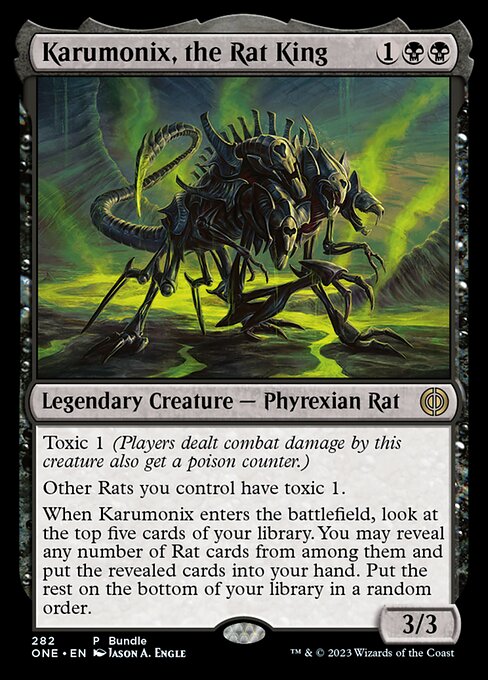 Karumonix, the Rat King 1
Legendary Creature — Phyrexian Rat
Toxic 1 (Players dealt combat damage by this
creature also get a poison counter.)
Other Rats you control have toxic 1.
When Karumonix enters the battlefield, look at
the top five cards of your library. You may reveal
any number of Rat cards from among them and
put the revealed cards into your hand. Put the
rest on the bottom of your library in a random
order.
3/3
282 P Bundle
ONE • EN Jason A. Engle ™ & © 2023 Wizards of the Coast